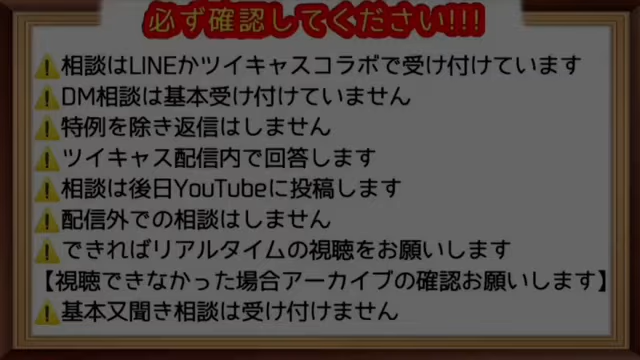 必ず確認してください!!!
⚠️相談はLINEかツイキャスコラボで受け付けています
⚠️DM相談は基本受け付けていません
⚠️特例を除き返信はしません
⚠️ツイキャス配信内で回答します
⚠️相談は後日YouTubeに投稿します
⚠️配信外での相談はしません
⚠️できればリアルタイムの視聴をお願いします
【視聴できなかった場合アーカイブの確認お願いします】
⚠️基本又聞き相談は受け付けません